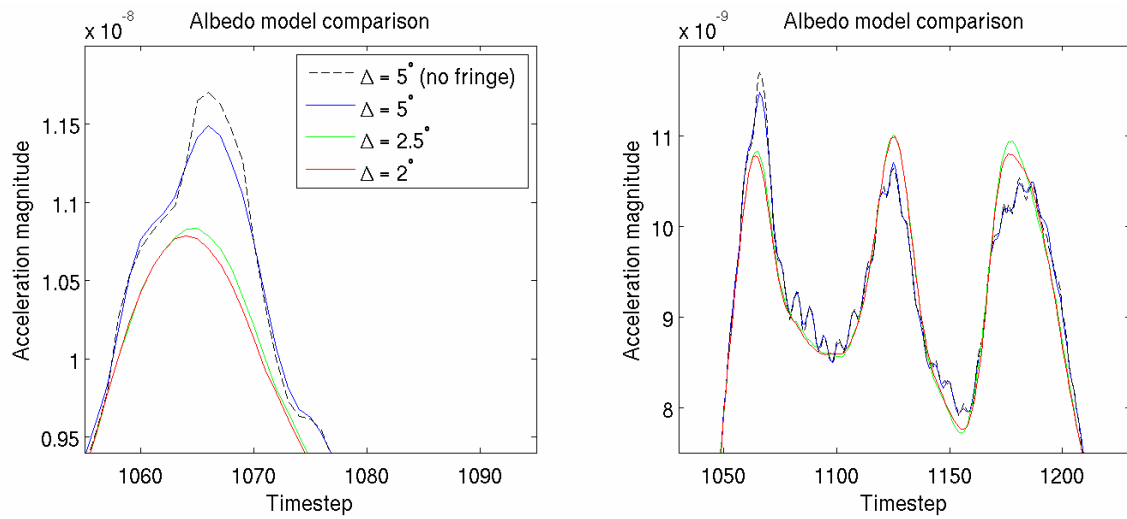 Albedo model comparison
x 10⁻⁸
Acceleration magnitude
1.15
1.1
1.05
1
0.95
1060 1070 1080 1090
Timestep
Δ = 5° (no fringe)
Δ = 5°
Δ = 2.5°
Δ = 2°
Albedo model comparison
x 10⁻⁹
Acceleration magnitude
11
10
9
8
1050 1100 1150 1200
Timestep